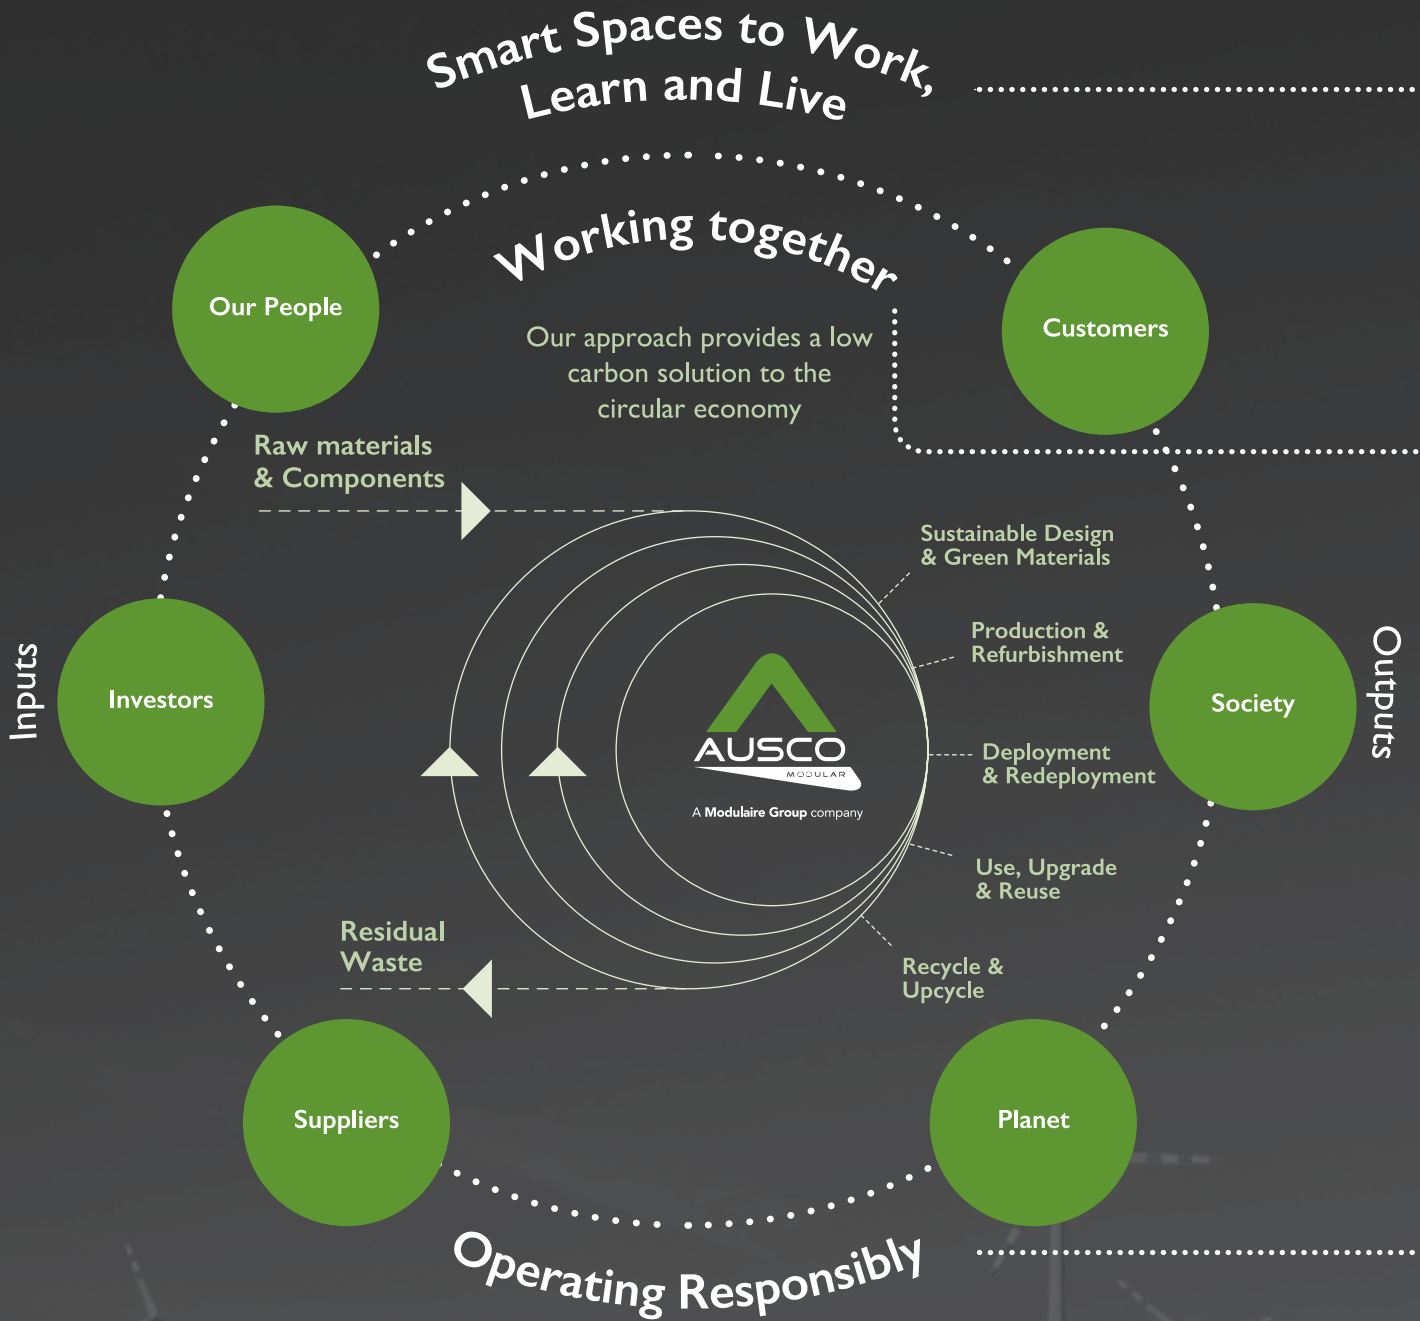 Smart Spaces to Work,
Learn and Live
Working together
Our approach provides a low
carbon solution to the
circular economy
Our People
Customers
Raw materials
& Components
Sustainable Design
& Green Materials
Production &
Refurbishment
Inputs
Investors
AUSCO
MODULAR
A Modulaire Group company
Deployment
& Redeployment
Society
Outputs
Use, Upgrade
& Reuse
Residual
Waste
Recycle &
Upcycle
Suppliers
Planet
Operating Responsibly